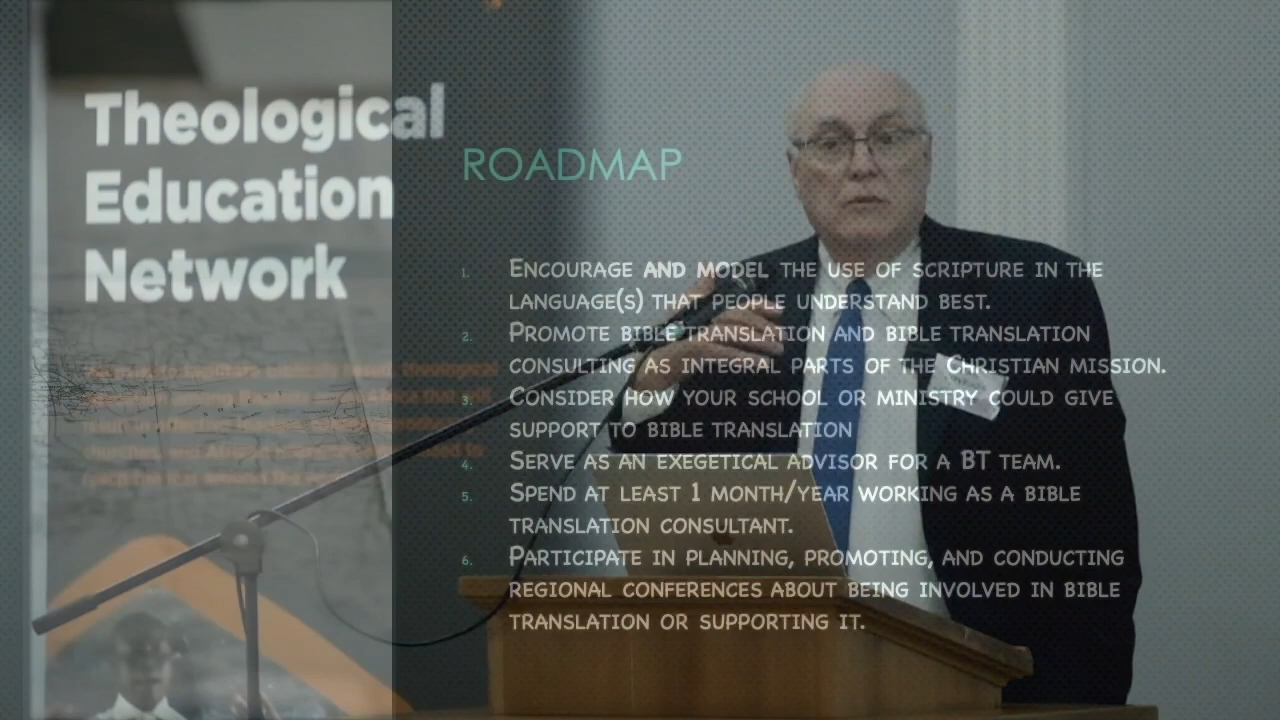 Theological
Education
Network
ROADMAP
1. ENCOURAGE AND MODEL THE USE OF SCRIPTURE IN THE
LANGUAGE(S) THAT PEOPLE UNDERSTAND BEST.
2. PROMOTE BIBLE TRANSLATION AND BIBLE TRANSLATION
CONSULTING AS INTEGRAL PARTS OF THE CHRISTIAN MISSION.
3. CONSIDER HOW YOUR SCHOOL OR MINISTRY COULD GIVE
SUPPORT TO BIBLE TRANSLATION
4. SERVE AS AN EXEGETICAL ADVISOR FOR A BT TEAM.
5. SPEND AT LEAST 1 MONTH/YEAR WORKING AS A BIBLE
TRANSLATION CONSULTANT.
6. PARTICIPATE IN PLANNING, PROMOTING, AND CONDUCTING
REGIONAL CONFERENCES ABOUT BEING INVOLVED IN BIBLE
TRANSLATION OR SUPPORTING IT.